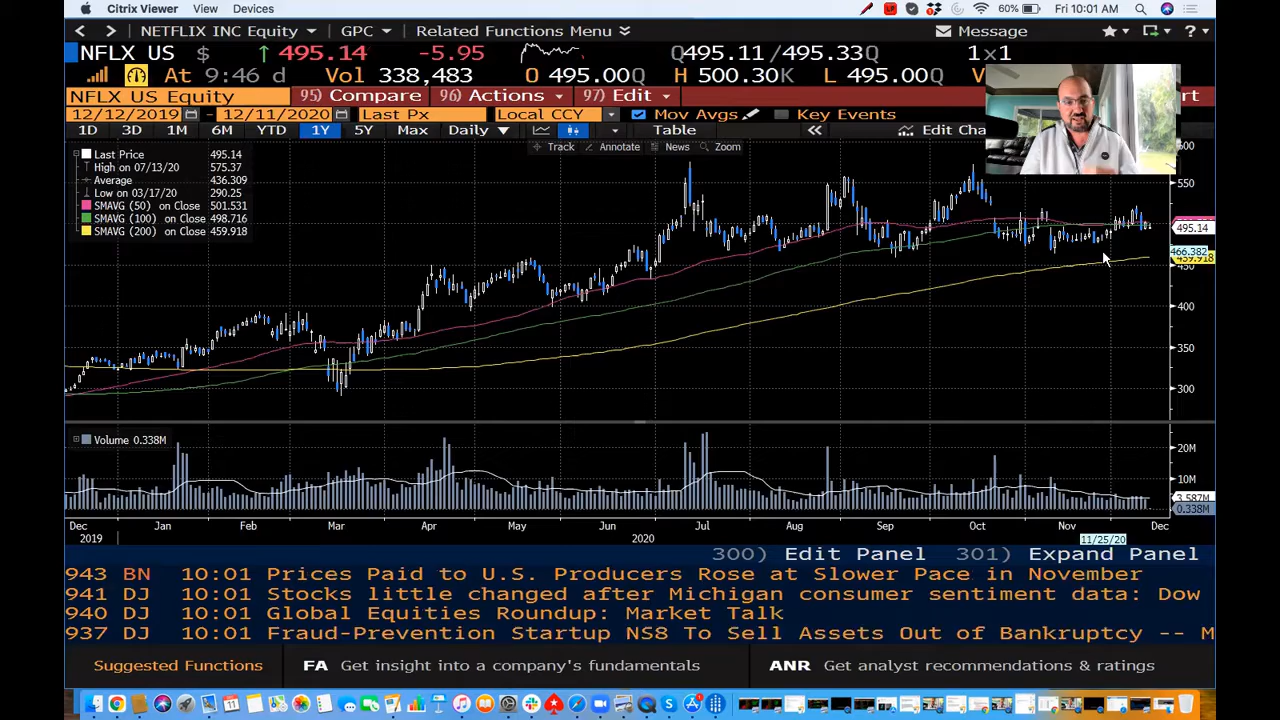 Citrix Viewer View Devices 60% Fri 10:01 AM
NETFLIX INC Equity GPC Related Functions Menu Message ?
NFLX US $ ↑ 495.14 -5.95 Q495.11/495.33Q 1x1
At 9:46 d Vol 338,483 O 495.00Q H 500.30K L 495.00Q V
NFLX US Equity 95) Compare 96) Actions 97) Edit rt
12/12/2019 - 12/11/2020 Last Px Local CCY Mov Avgs Key Events
1D 3D 1M 6M YTD 1Y 5Y Max Daily ▼ Table « Edit Cha
Track Annotate News Zoom
Last Price 495.14
High on 07/13/20 575.37
Average 436.309
Low on 03/17/20 290.25
SMAVG (50) on Close 501.531
SMAVG (100) on Close 498.716
SMAVG (200) on Close 459.918
600
550
495.14
466.382
459.918
450
400
350
300
Volume 0.338M
20M
10M
3.587M
0.338M
Dec Jan Feb Mar Apr May Jun Jul Aug Sep Oct Nov Dec
2019 2020 11/25/20
300) Edit Panel 301) Expand Panel
943 BN 10:01 Prices Paid to U.S. Producers Rose at Slower Pace in November
941 DJ 10:01 Stocks little changed after Michigan consumer sentiment data: Dow
940 DJ 10:01 Global Equities Roundup: Market Talk
937 DJ 10:01 Fraud-Prevention Startup NS8 To Sell Assets Out of Bankruptcy -- M
Suggested Functions FA Get insight into a company's fundamentals ANR Get analyst recommendations & ratings